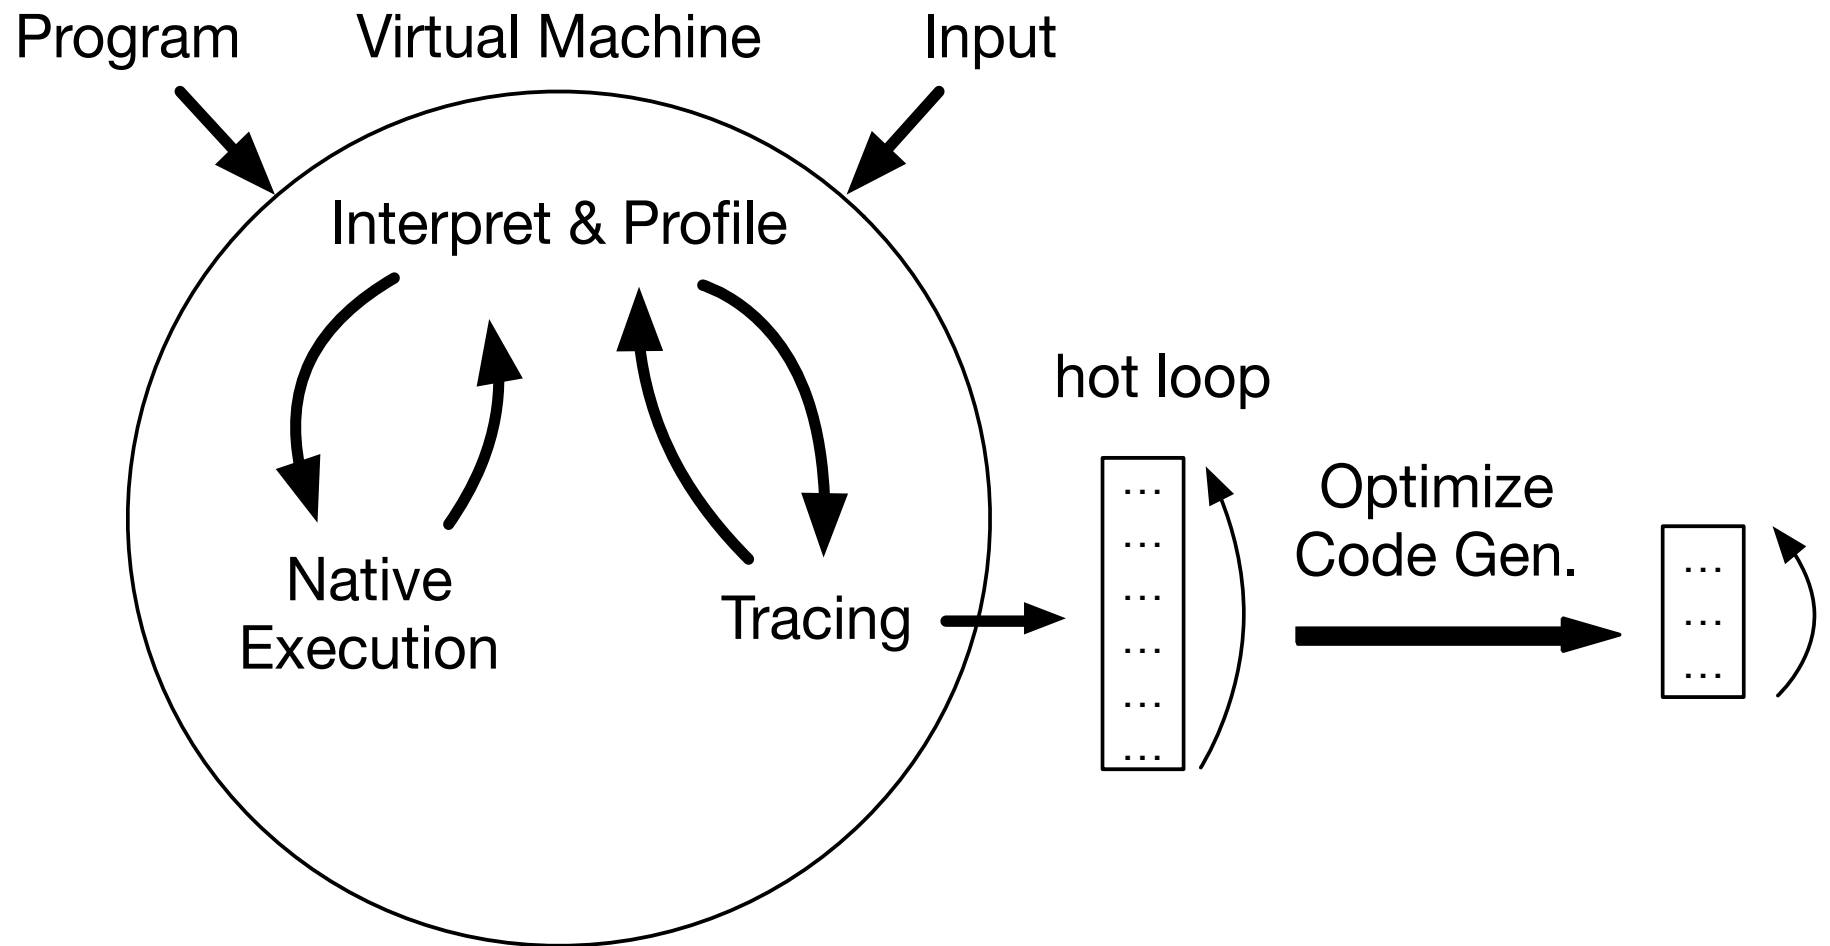 Program
Virtual Machine
Input
Interpret & Profile
Native
Execution
Tracing
hot loop
...
...
...
...
...
...
Optimize
Code Gen.
...
...
...